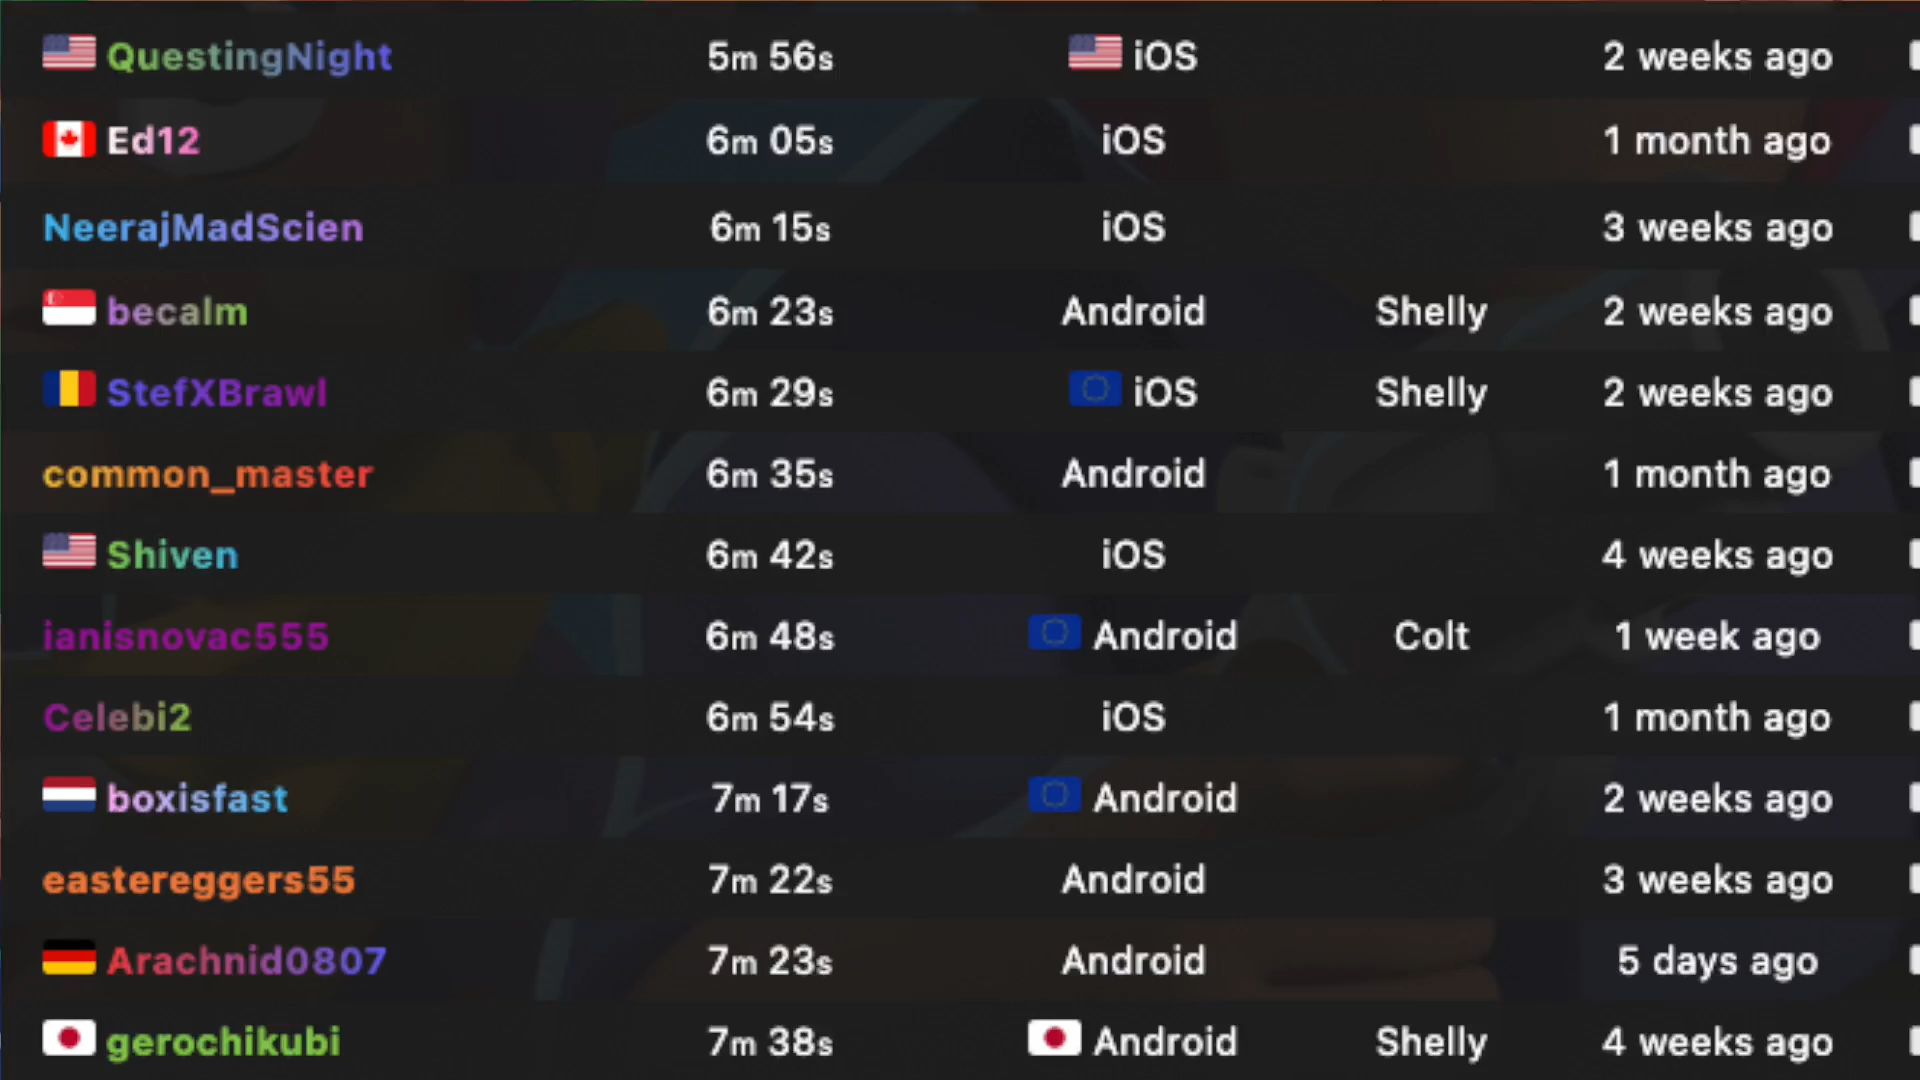 QuestingNight 5m 56s iOS 2 weeks ago
Ed12 6m 05s iOS 1 month ago
NeerajMadScien 6m 15s iOS 3 weeks ago
becalm 6m 23s Android Shelly 2 weeks ago
StefXBrawl 6m 29s iOS Shelly 2 weeks ago
common_master 6m 35s Android 1 month ago
Shiven 6m 42s iOS 4 weeks ago
ianisnovac555 6m 48s Android Colt 1 week ago
Celebi2 6m 54s iOS 1 month ago
boxisfast 7m 17s Android 2 weeks ago
eastereggers55 7m 22s Android 3 weeks ago
Arachnid0807 7m 23s Android 5 days ago
gerochikubi 7m 38s Android Shelly 4 weeks ago